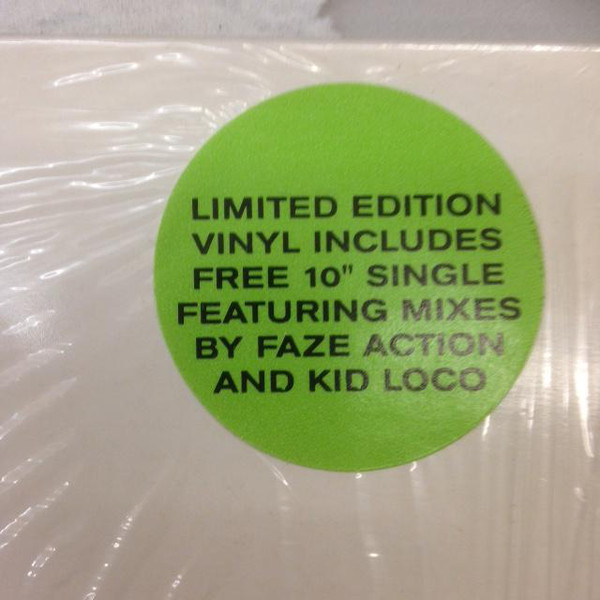 LIMITED EDITION
VINYL INCLUDES
FREE 10" SINGLE
FEATURING MIXES
BY FAZE ACTION
AND KID LOCO